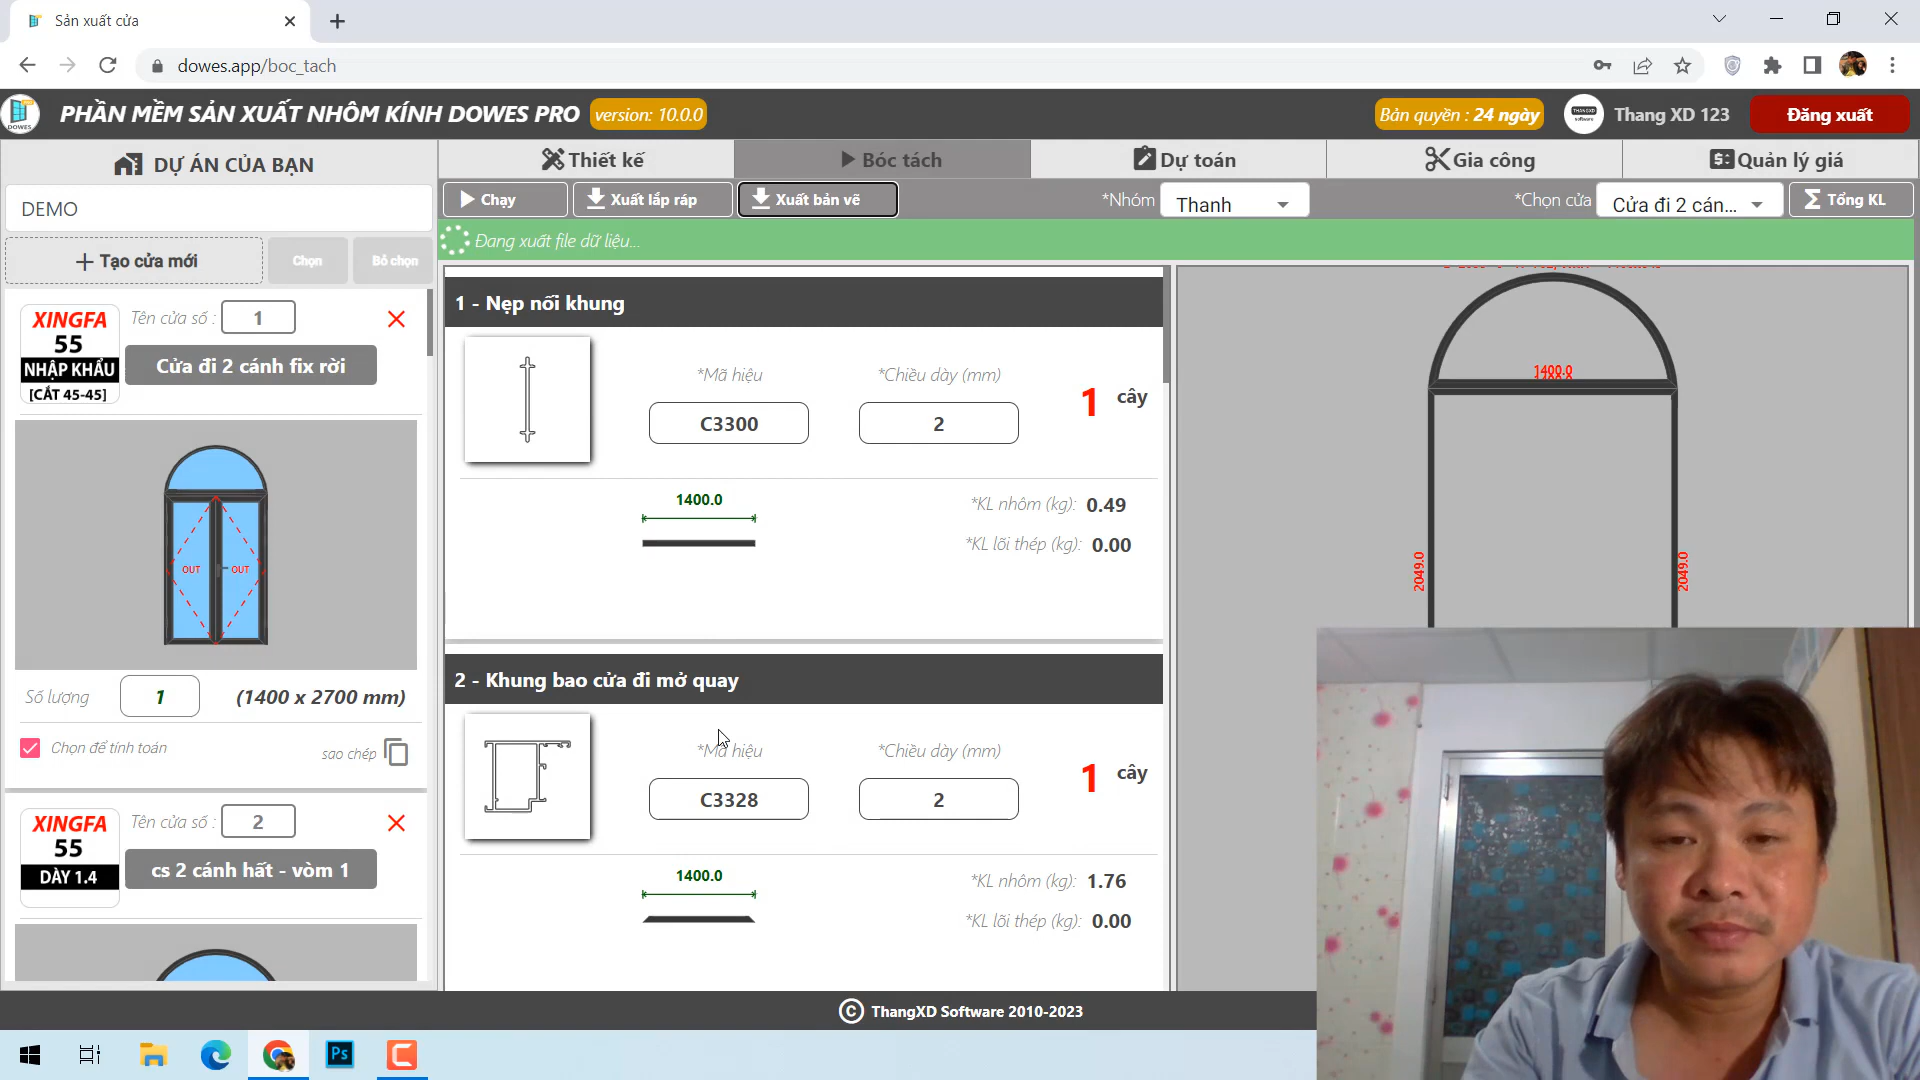 Sản xuất cửa
dowes.app/boc_tach
PHẦN MỀM SẢN XUẤT NHÔM KÍNH DOWES PRO
version: 10.0.0
Bản quyền : 24 ngày
Thang XD 123
Đăng xuất
DỰ ÁN CỦA BẠN
Thiết kế
Bóc tách
Dự toán
Gia công
Quản lý giá
DEMO
Chạy
Xuất lắp ráp
Xuất bản vẽ
*Nhóm
Thanh
*Chọn cửa
Cửa đi 2 cán...
Tổng KL
Đang xuất file dữ liệu...
Tạo cửa mới
Chọn
Bỏ chọn
XINGFA
55
NHẬP KHẨU
[CẮT 45-45]
Tên cửa số :
1
Cửa đi 2 cánh fix rời
OUT
OUT
Số lượng
1
(1400 x 2700 mm)
Chọn để tính toán
sao chép
XINGFA
55
DÀY 1.4
Tên cửa số :
2
cs 2 cánh hất - vòm 1
1 - Nẹp nối khung
*Mã hiệu
*Chiều dày (mm)
C3300
2
1 cây
1400.0
*KL nhôm (kg): 0.49
*KL lõi thép (kg): 0.00
2 - Khung bao cửa đi mở quay
*Mã hiệu
*Chiều dày (mm)
C3328
2
1 cây
1400.0
*KL nhôm (kg): 1.76
*KL lõi thép (kg): 0.00
1400.0
2049.0
2049.0
ThangXD Software 2010-2023
Ps